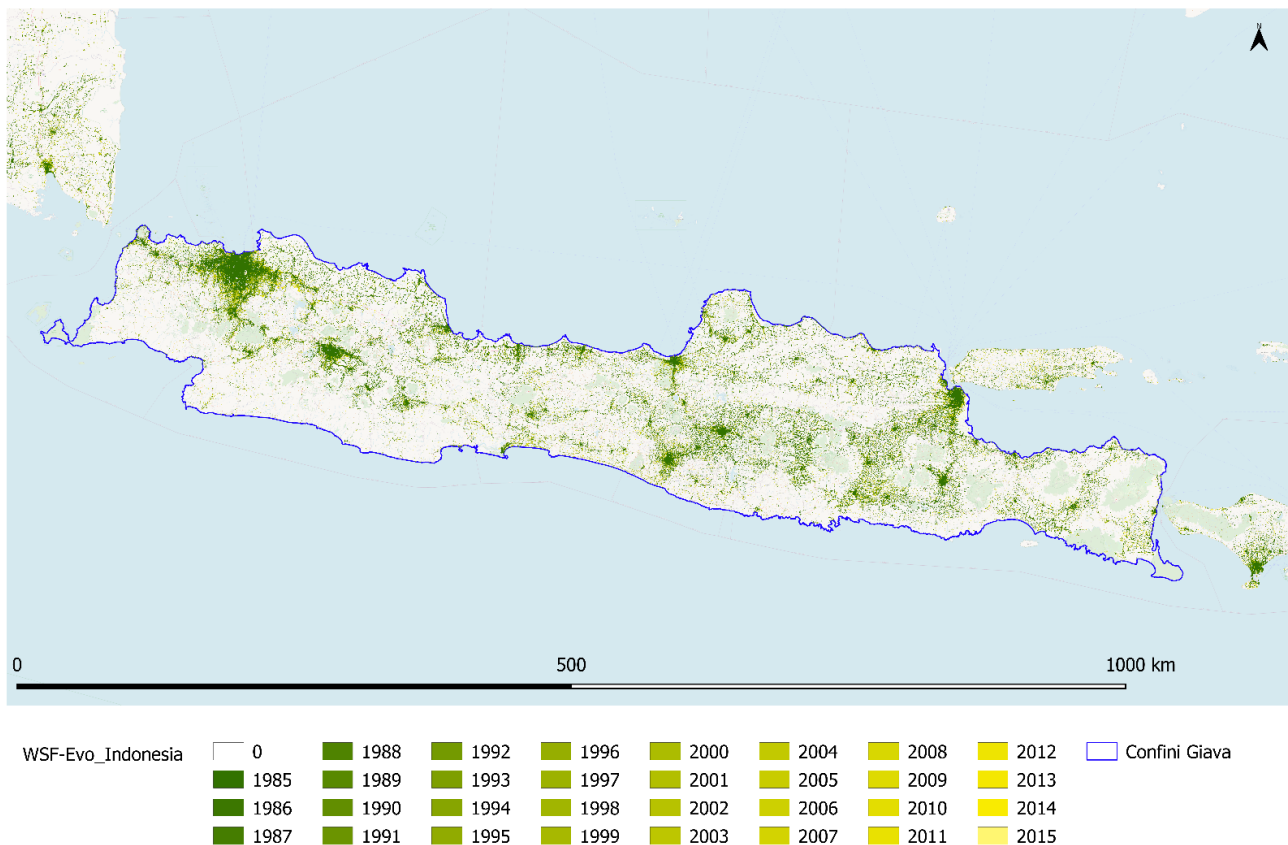 N
0 500 1000 km
WSF-Evo_Indonesia 0 1988 1992 1996 2000 2004 2008 2012 Confini Giava
1985 1989 1993 1997 2001 2005 2009 2013
1986 1990 1994 1998 2002 2006 2010 2014
1987 1991 1995 1999 2003 2007 2011 2015